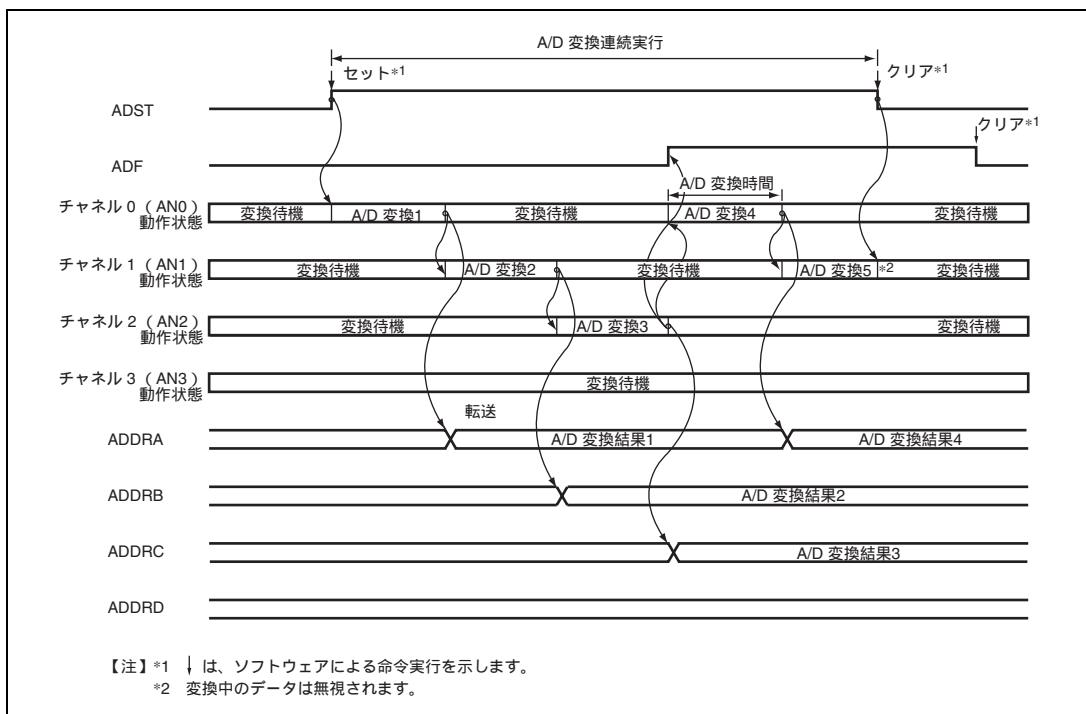 A/D 変換連続実行
セット*1
クリア*1
ADST
クリア*1
ADF
A/D 変換時間
チャネル 0 ( AN0 )
動作状態
変換待機
A/D 変換1
変換待機
A/D 変換4
変換待機
チャネル 1 ( AN1 )
動作状態
変換待機
A/D 変換2
変換待機
A/D 変換5
*2
変換待機
チャネル 2 ( AN2 )
動作状態
変換待機
A/D 変換3
変換待機
チャネル 3 ( AN3 )
動作状態
変換待機
転送
ADDRA
A/D 変換結果1
A/D 変換結果4
ADDRB
A/D 変換結果2
ADDRC
A/D 変換結果3
ADDRD
【注】*1 ↓ は、ソフトウェアによる命令実行を示します。
*2 変換中のデータは無視されます。